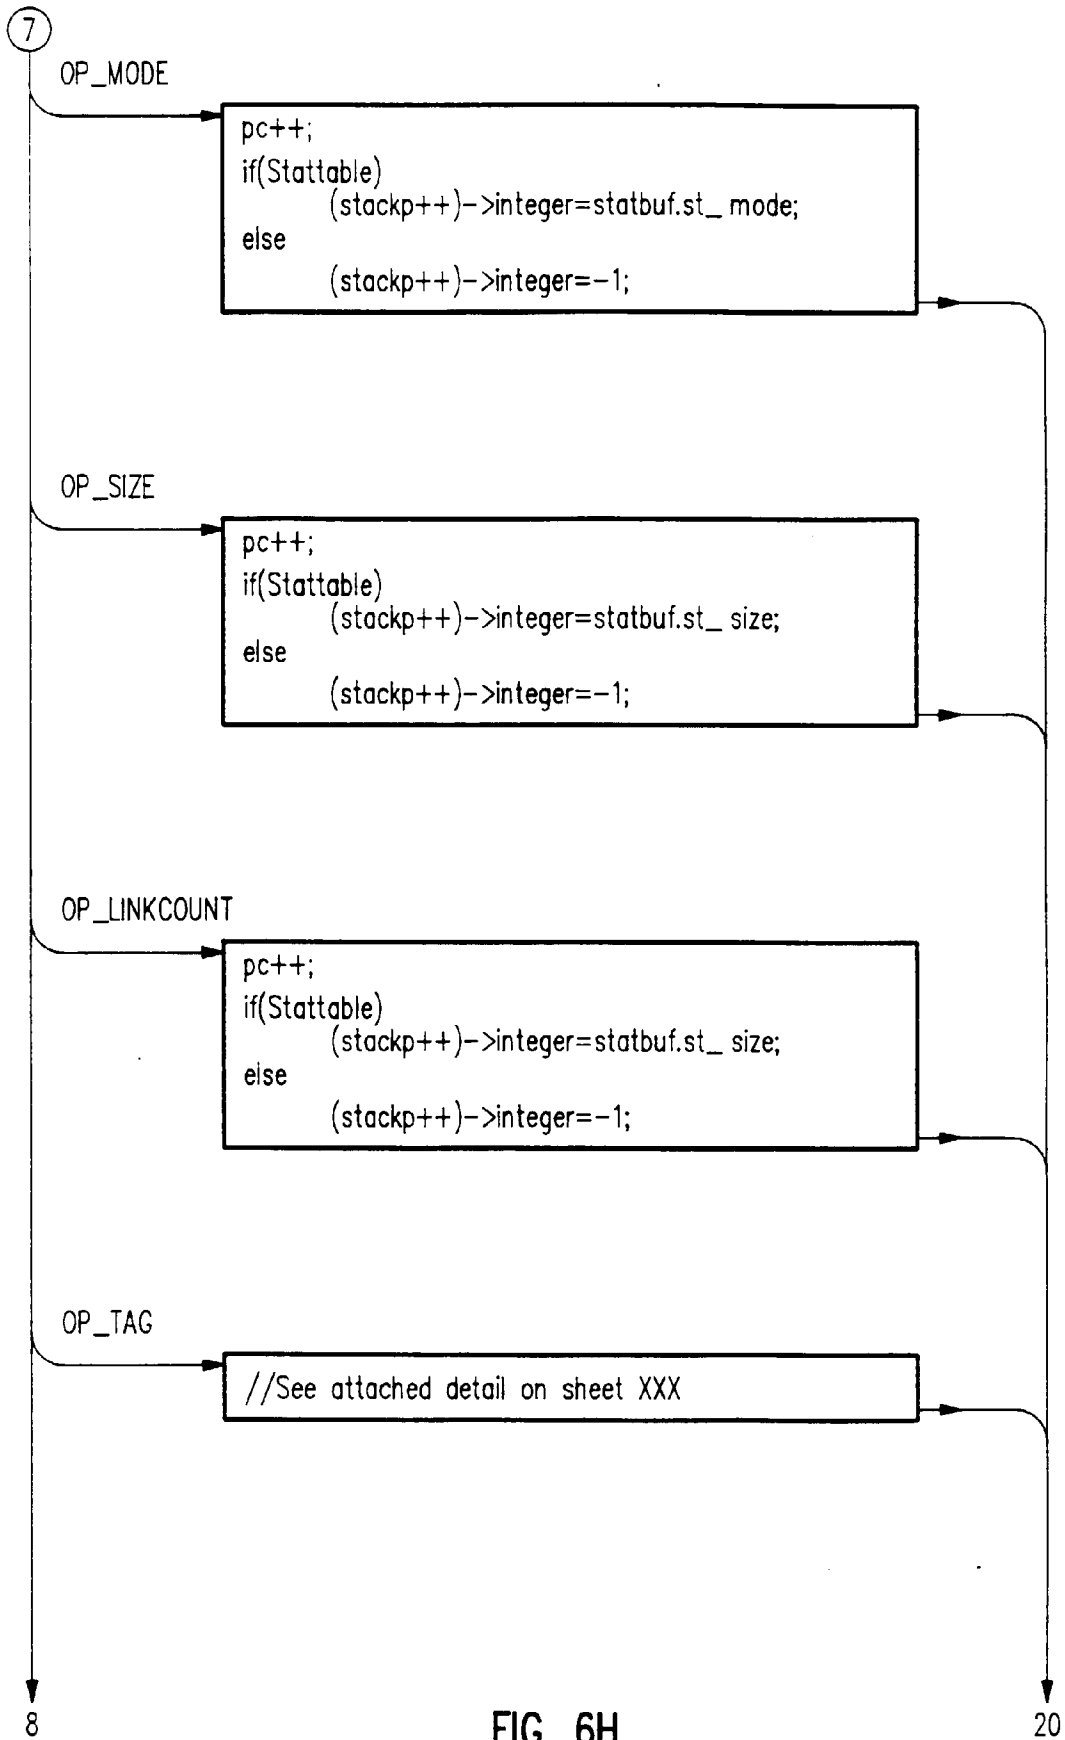 7
OP_MODE
pc++;
if(Stattable)
(stackp++)->integer=statbuf.st_ mode;
else
(stackp++)->integer=-1;
OP_SIZE
pc++;
if(Stattable)
(stackp++)->integer=statbuf.st_ size;
else
(stackp++)->integer=-1;
OP_LINKCOUNT
pc++;
if(Stattable)
(stackp++)->integer=statbuf.st_ size;
else
(stackp++)->integer=-1;
OP_TAG
//See attached detail on sheet XXX
8
FIG. 6H
20